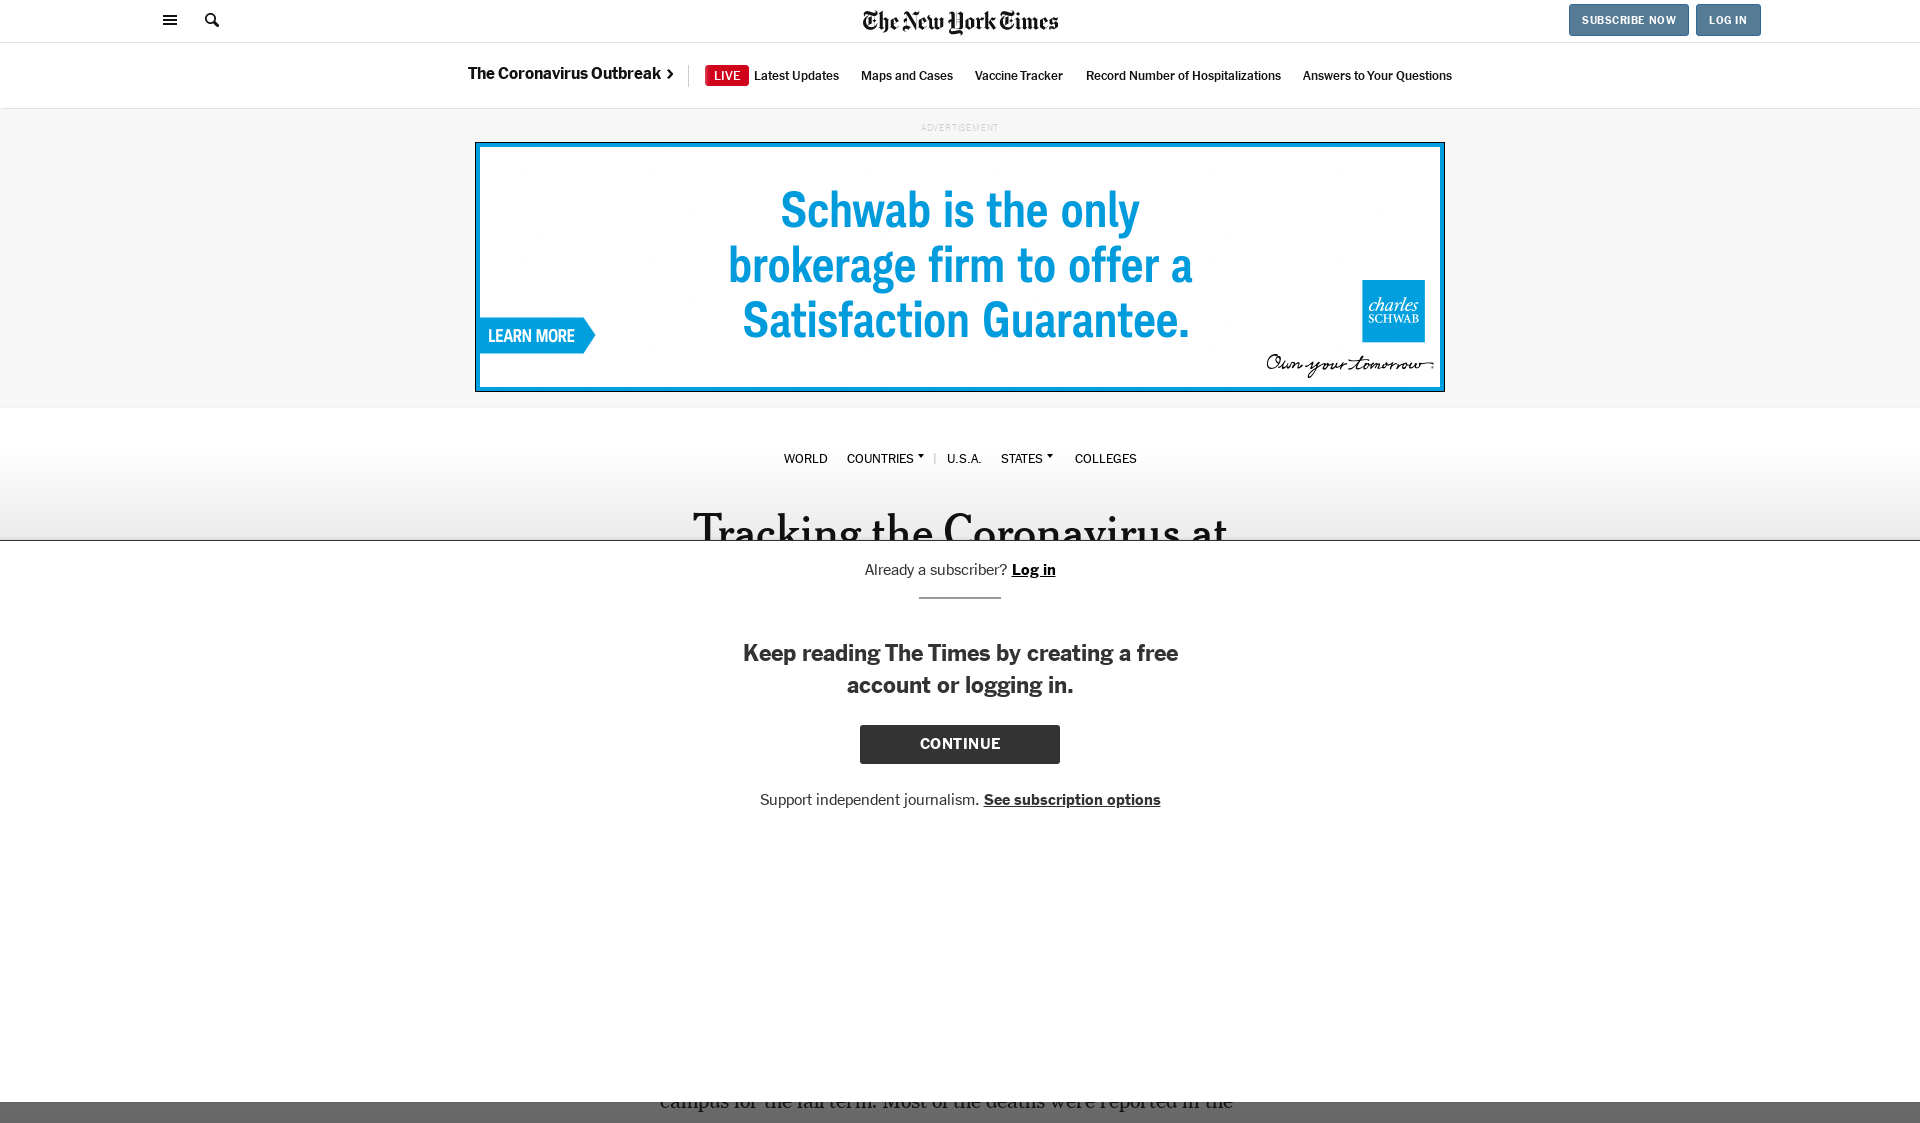 The New York Times
SUBSCRIBE NOW
LOG IN
The Coronavirus Outbreak
LIVE Latest Updates
Maps and Cases
Vaccine Tracker
Record Number of Hospitalizations
Answers to Your Questions
ADVERTISEMENT
Schwab is the only
brokerage firm to offer a
Satisfaction Guarantee.
LEARN MORE
charles
SCHWAB
Own your tomorrow
WORLD
COUNTRIES
U.S.A.
STATES
COLLEGES
Tracking the Coronavirus at
Already a subscriber? Log in
Keep reading The Times by creating a free
account or logging in.
CONTINUE
Support independent journalism. See subscription options
campus for the fall term. Most of the deaths were reported in the